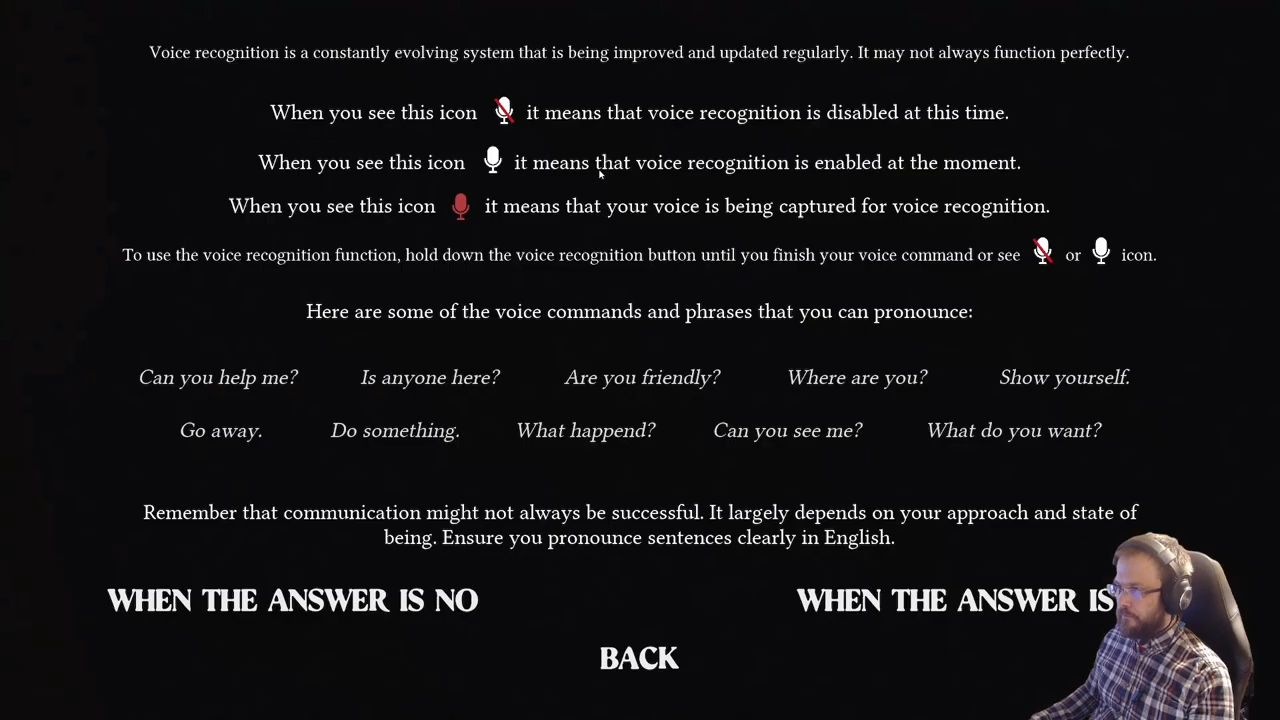 Voice recognition is a constantly evolving system that is being improved and updated regularly. It may not always function perfectly.
When you see this icon it means that voice recognition is disabled at this time.
When you see this icon it means that voice recognition is enabled at the moment.
When you see this icon it means that your voice is being captured for voice recognition.
To use the voice recognition function, hold down the voice recognition button until you finish your voice command or see or icon.
Here are some of the voice commands and phrases that you can pronounce:
Can you help me? Is anyone here? Are you friendly? Where are you? Show yourself.
Go away. Do something. What happend? Can you see me? What do you want?
Remember that communication might not always be successful. It largely depends on your approach and state of
being. Ensure you pronounce sentences clearly in English.
WHEN THE ANSWER IS NO WHEN THE ANSWER IS
BACK